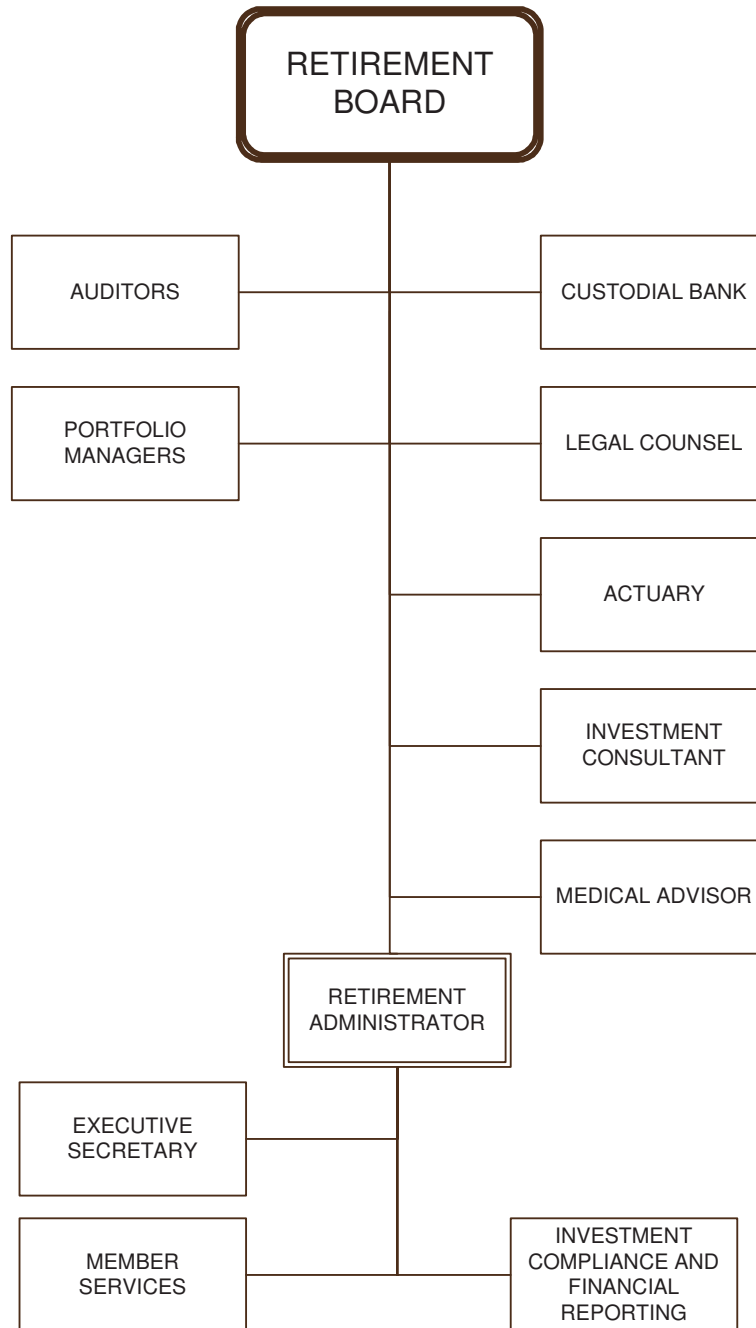 RETIREMENT
BOARD
AUDITORS
CUSTODIAL BANK
PORTFOLIO
MANAGERS
LEGAL COUNSEL
ACTUARY
INVESTMENT
CONSULTANT
MEDICAL ADVISOR
RETIREMENT
ADMINISTRATOR
EXECUTIVE
SECRETARY
MEMBER
SERVICES
INVESTMENT
COMPLIANCE AND
FINANCIAL
REPORTING